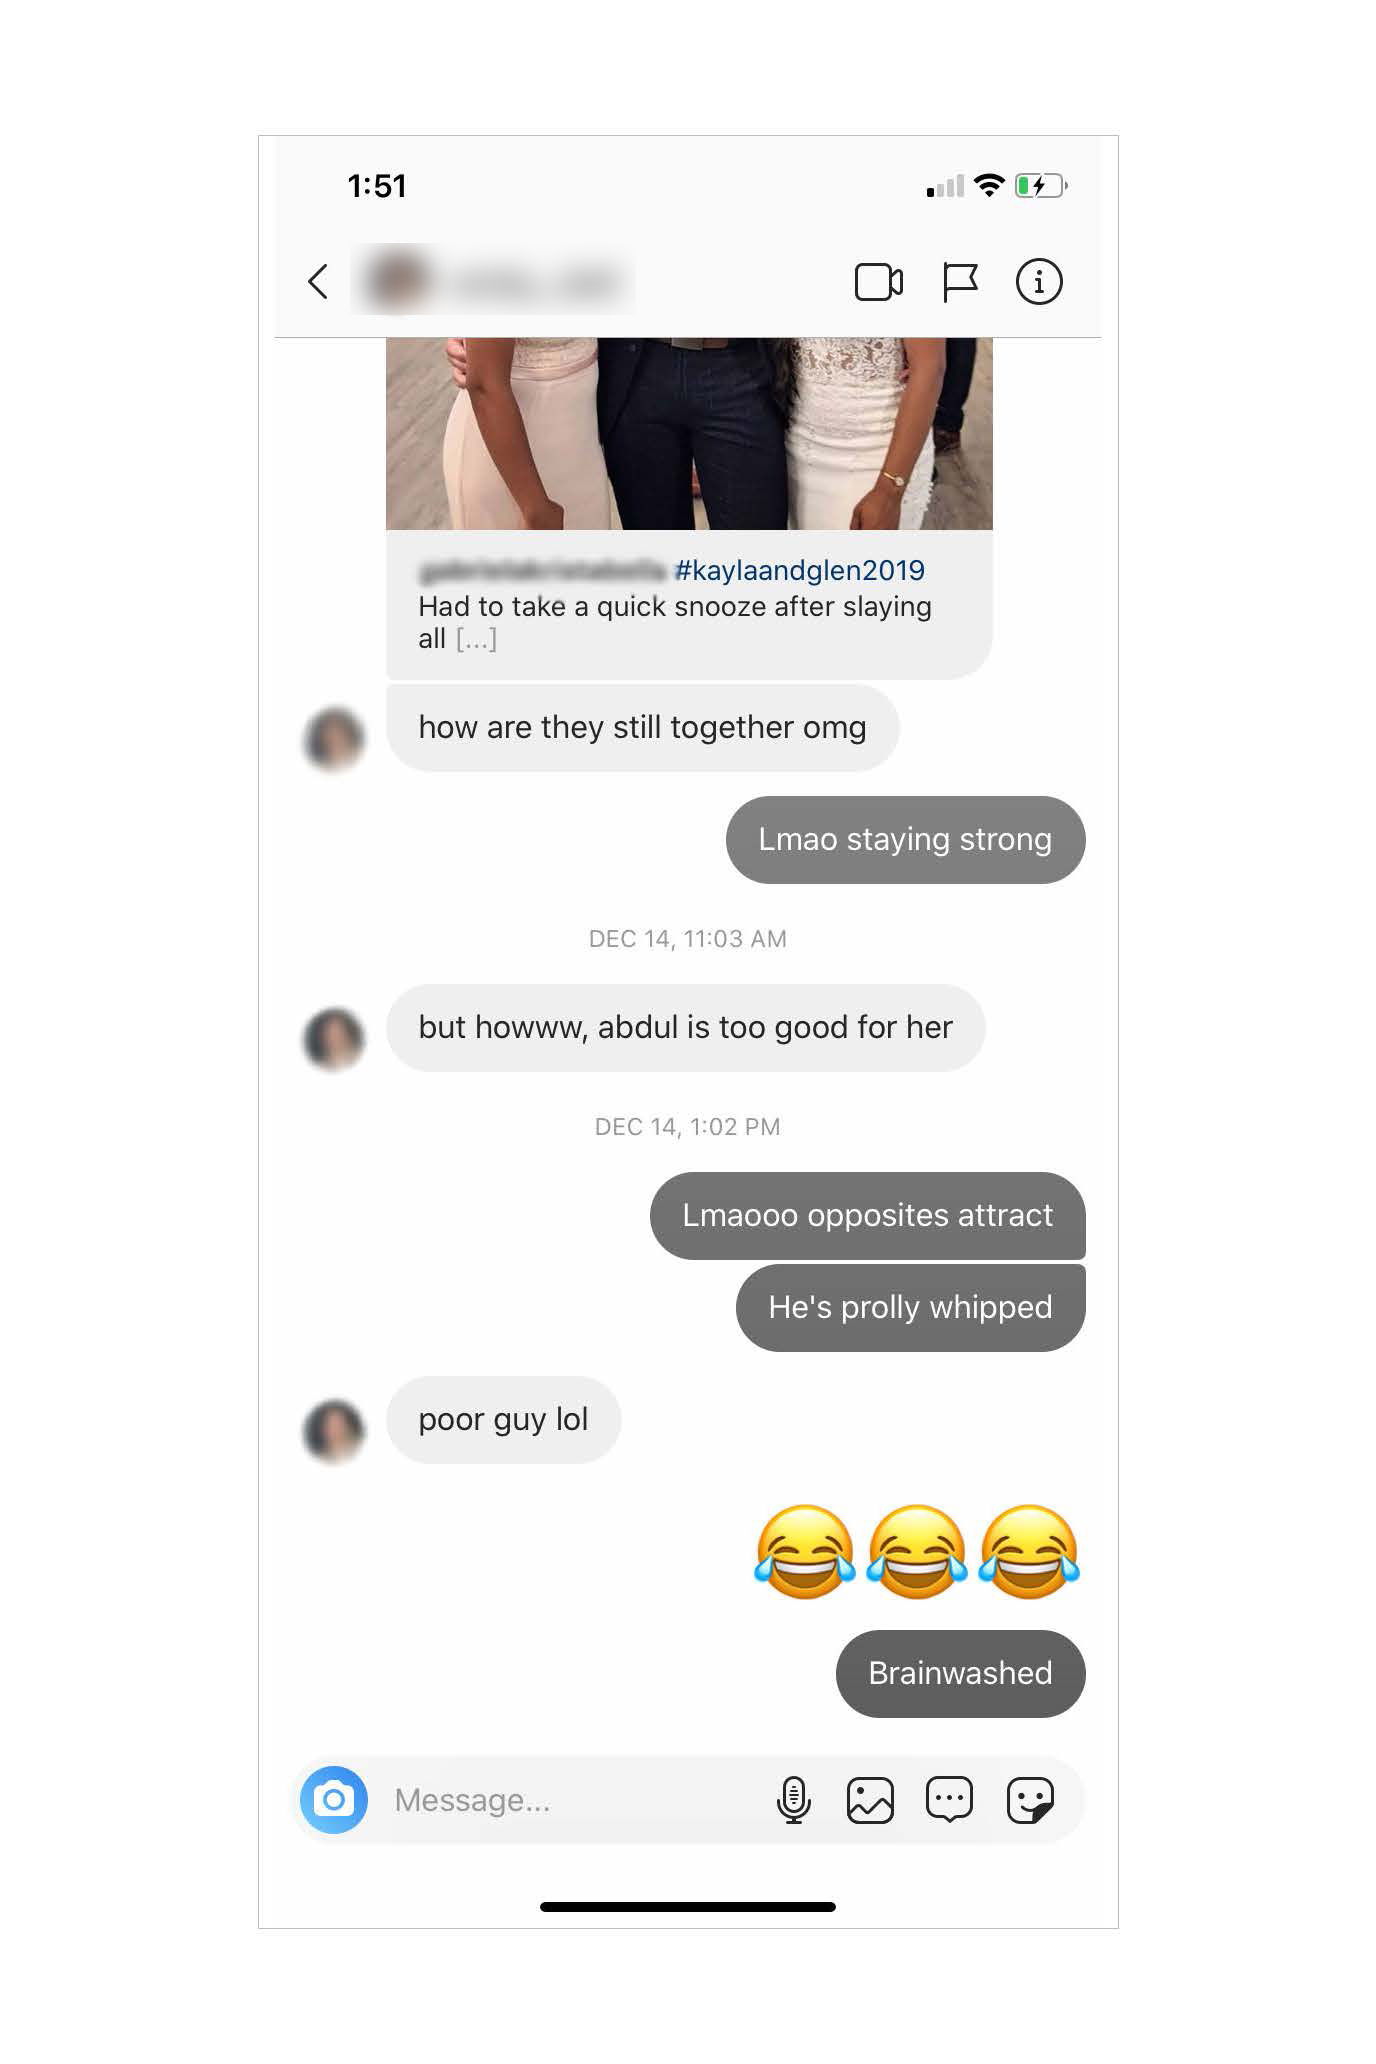 1:51
#kaylaandglen2019
Had to take a quick snooze after slaying
all [...]
how are they still together omg
Lmao staying strong
DEC 14, 11:03 AM
but howww, abdul is too good for her
DEC 14, 1:02 PM
Lmaooo opposites attract
He's prolly whipped
poor guy lol
Brainwashed
Message...